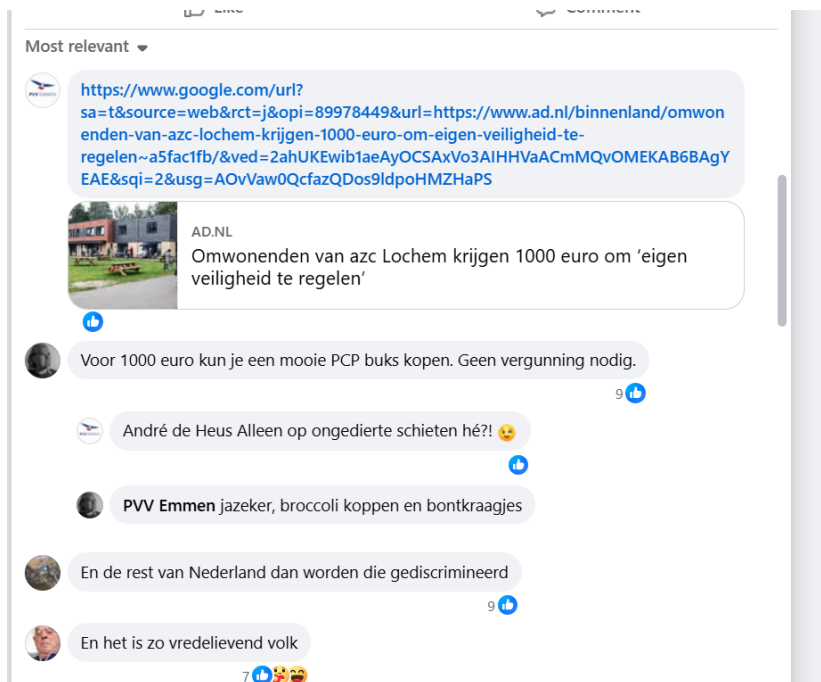 Like
Comment
Most relevant
https://www.google.com/url?
sa=t&source=web&rct=j&opi=89978449&url=https://www.ad.nl/binnenland/omwon
enden-van-azc-lochem-krijgen-1000-euro-om-eigen-veiligheid-te-
regelen~a5fac1fb/&ved=2ahUKEwib1aeAyOCSAxVo3AIHHVaACmMQvOMEKAB6BAgY
EAE&sqi=2&usg=AOvVaw0QcfazQDos9ldpoHMZHaPS
AD.NL
Omwonenden van azc Lochem krijgen 1000 euro om ‘eigen
veiligheid te regelen’
Voor 1000 euro kun je een mooie PCP buks kopen. Geen vergunning nodig.
9
André de Heus Alleen op ongedierte schieten hé?! 😉
PVV Emmen jazeker, broccoli koppen en bontkraagjes
En de rest van Nederland dan worden die gediscrimineerd
9
En het is zo vredelievend volk
7